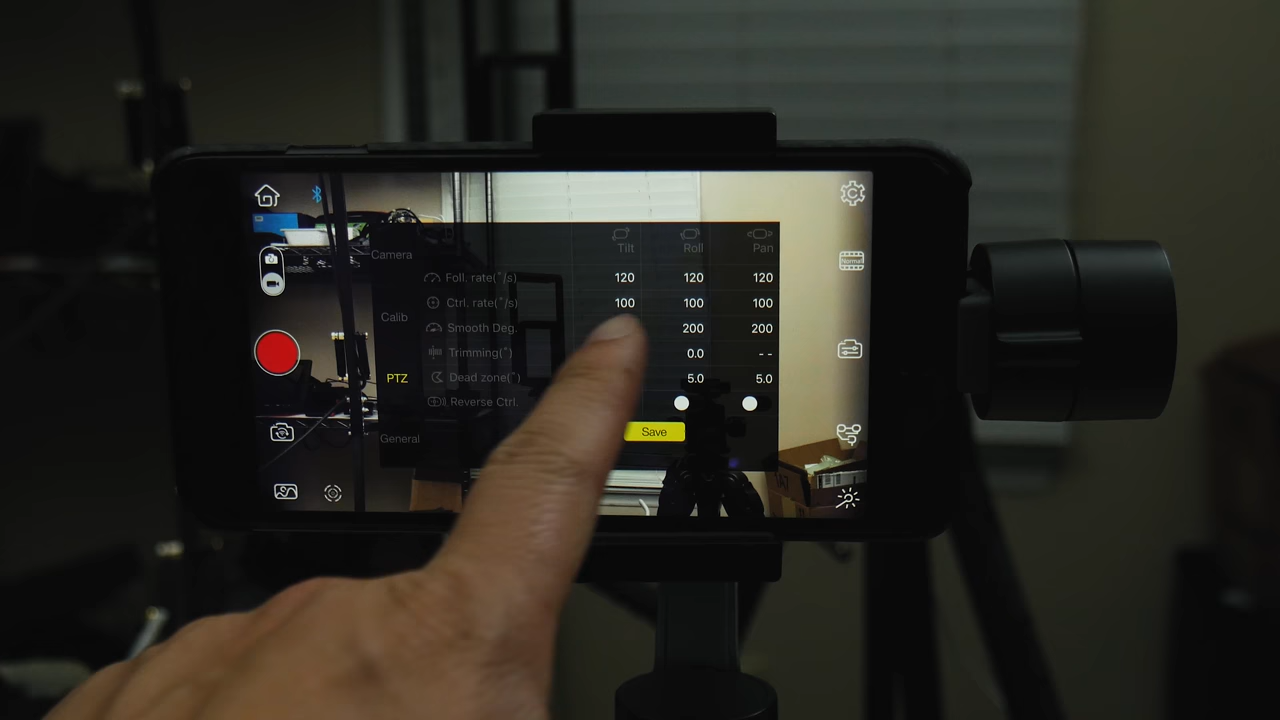 Tilt Roll Pan
Camera
Foll. rate(°/s) 120 120 120
Ctrl. rate(°/s) 100 100 100
Calib
Smooth Deg. 200 200
Trimming(°) 0.0 - -
PTZ
Dead zone(°) 5.0 5.0
Reverse Ctrl.
General
Save
Normal